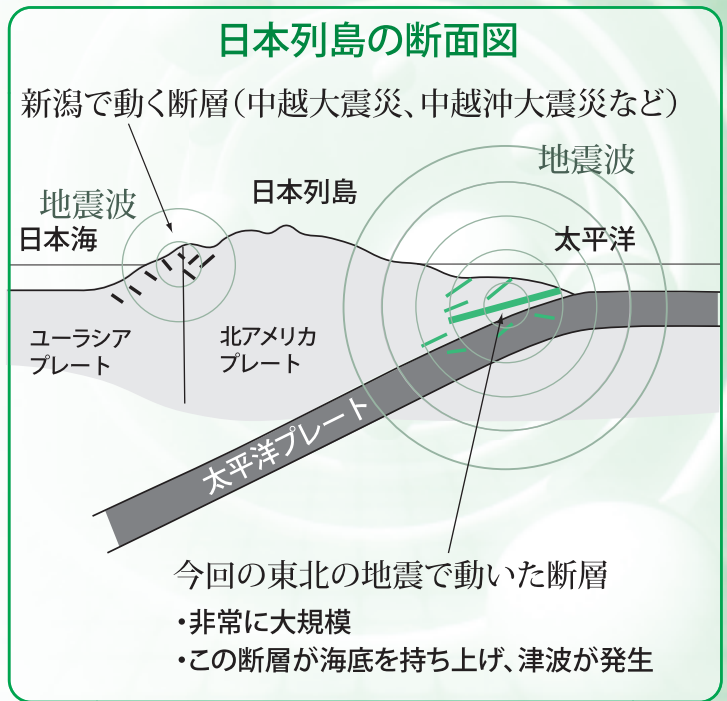 日本列島の断面図
新潟で動く断層（中越大震災、中越沖大震災など）
地震波
地震波
日本列島
日本海
太平洋
ユーラシア
プレート
北アメリカ
プレート
太平洋プレート
今回の東北の地震で動いた断層
・非常に大規模
・この断層が海底を持ち上げ、津波が発生